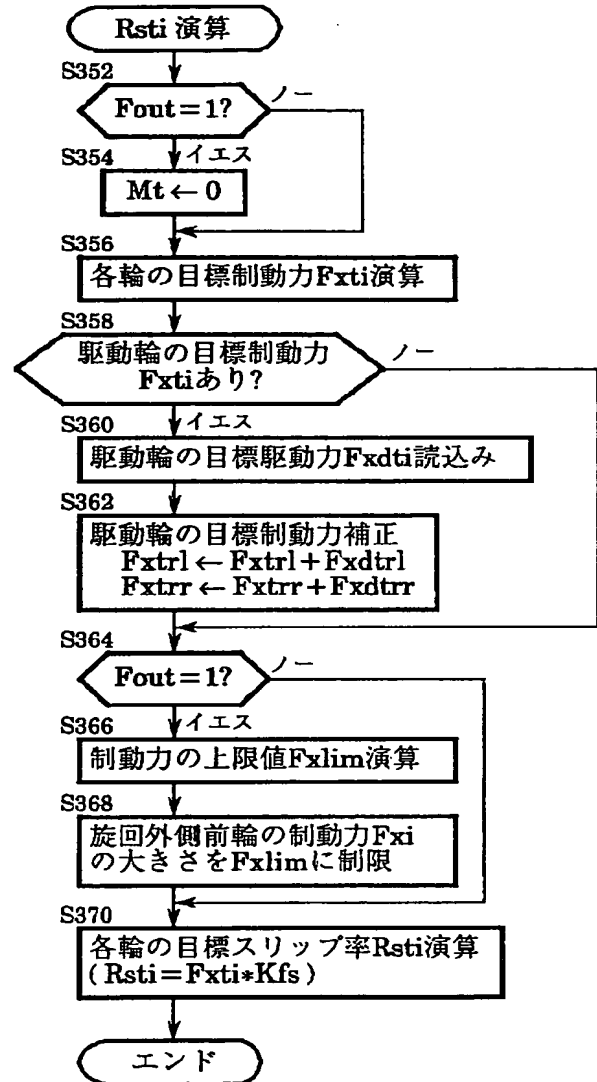 Rsti 演算
S352
Fout=1?
ノー
S354
イエス
Mt←0
S356
各輪の目標制動力Fxti演算
S358
駆動輪の目標制動力
Fxtiあり?
ノー
S360
イエス
駆動輪の目標駆動力Fxdti読込み
S362
駆動輪の目標制動力補正
Fxtrl←Fxtrl+Fxdtrl
Fxtrr←Fxtrr+Fxdtrr
S364
Fout=1?
ノー
S366
イエス
制動力の上限値Fxlim演算
S368
旋回外側前輪の制動力Fxi
の大きさをFxlimに制限
S370
各輪の目標スリップ率Rsti演算
(Rsti=Fxti*Kfs)
エンド